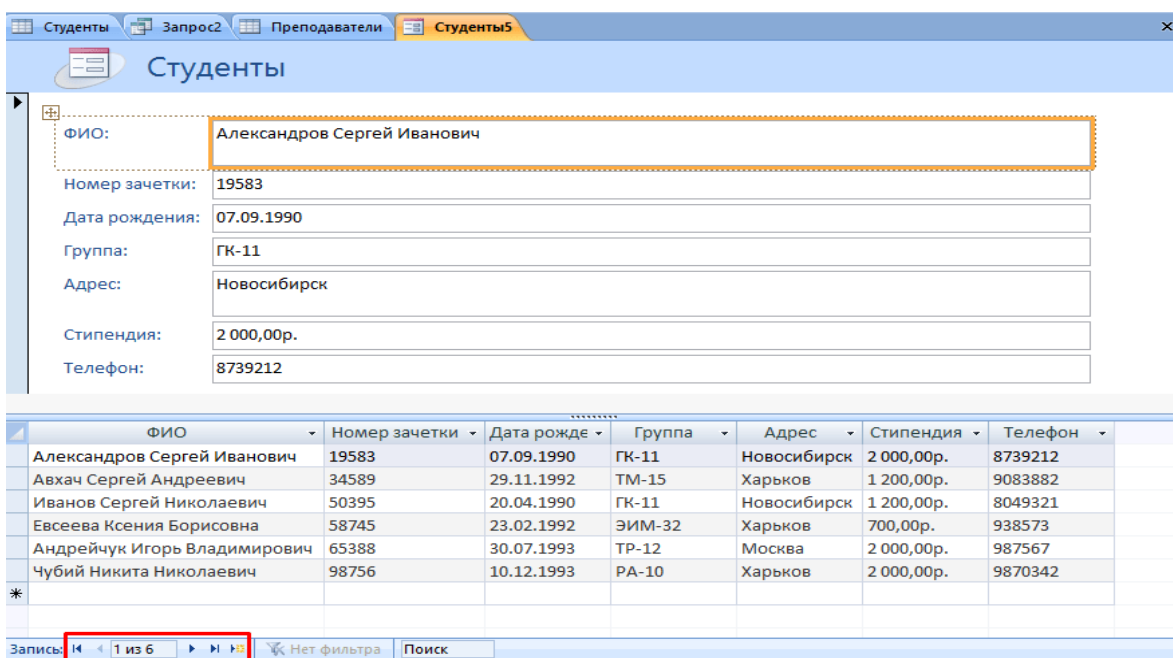 Студенты Запрос2 Преподаватели Студенты5
Студенты
ФИО: Александров Сергей Иванович
Номер зачетки: 19583
Дата рождения: 07.09.1990
Группа: ГК-11
Адрес: Новосибирск
Стипендия: 2 000,00р.
Телефон: 8739212
ФИО Номер зачетки Дата рожде Группа Адрес Стипендия Телефон
Александров Сергей Иванович 19583 07.09.1990 ГК-11 Новосибирск 2 000,00р. 8739212
Авхач Сергей Андреевич 34589 29.11.1992 ТМ-15 Харьков 1 200,00р. 9083882
Иванов Сергей Николаевич 50395 20.04.1990 ГК-11 Новосибирск 1 200,00р. 8049321
Евсеева Ксения Борисовна 58745 23.02.1992 ЭИМ-32 Харьков 700,00р. 938573
Андрейчук Игорь Владимирович 65388 30.07.1993 ТР-12 Москва 2 000,00р. 987567
Чубий Никита Николаевич 98756 10.12.1993 РА-10 Харьков 2 000,00р. 9870342
Запись: 1 из 6 Нет фильтра Поиск